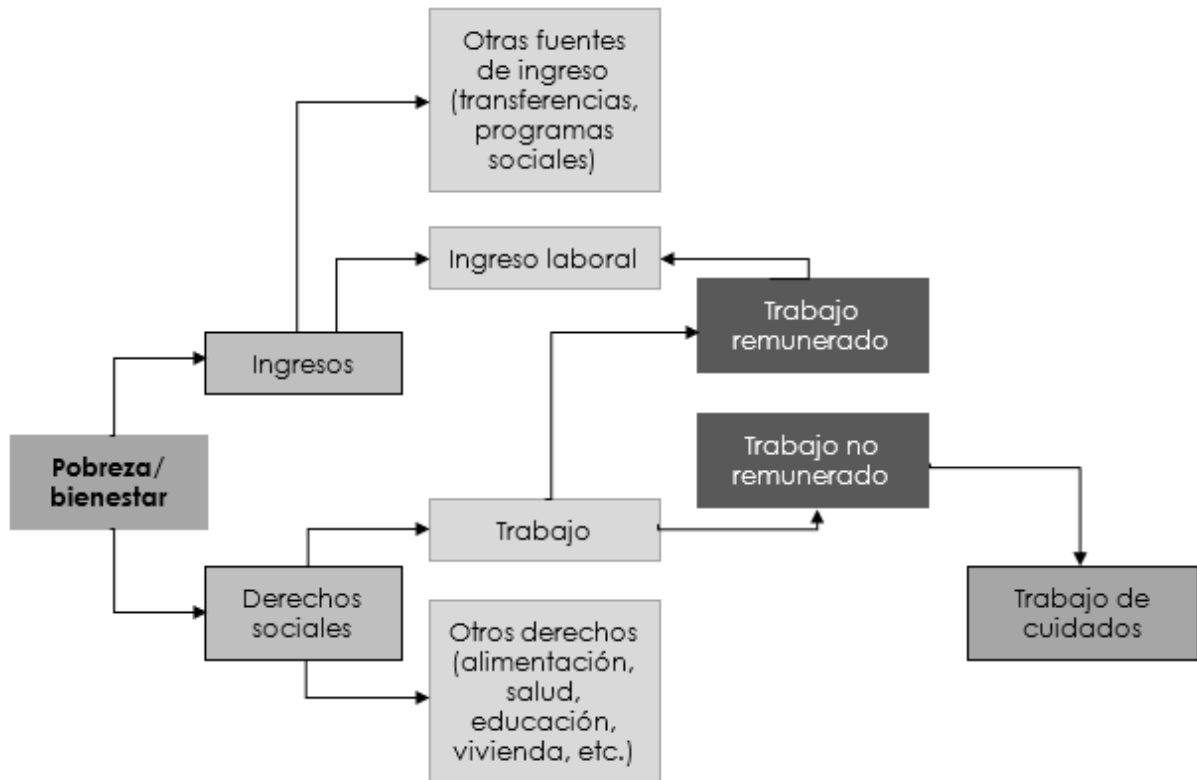 Otras fuentes
de ingreso
(transferencias,
programas
sociales)
Ingreso laboral
Trabajo
remunerado
Ingresos
Trabajo no
remunerado
Pobreza/
bienestar
Trabajo
Derechos
sociales
Trabajo de
cuidados
Otros derechos
(alimentación,
salud,
educación,
vivienda, etc.)